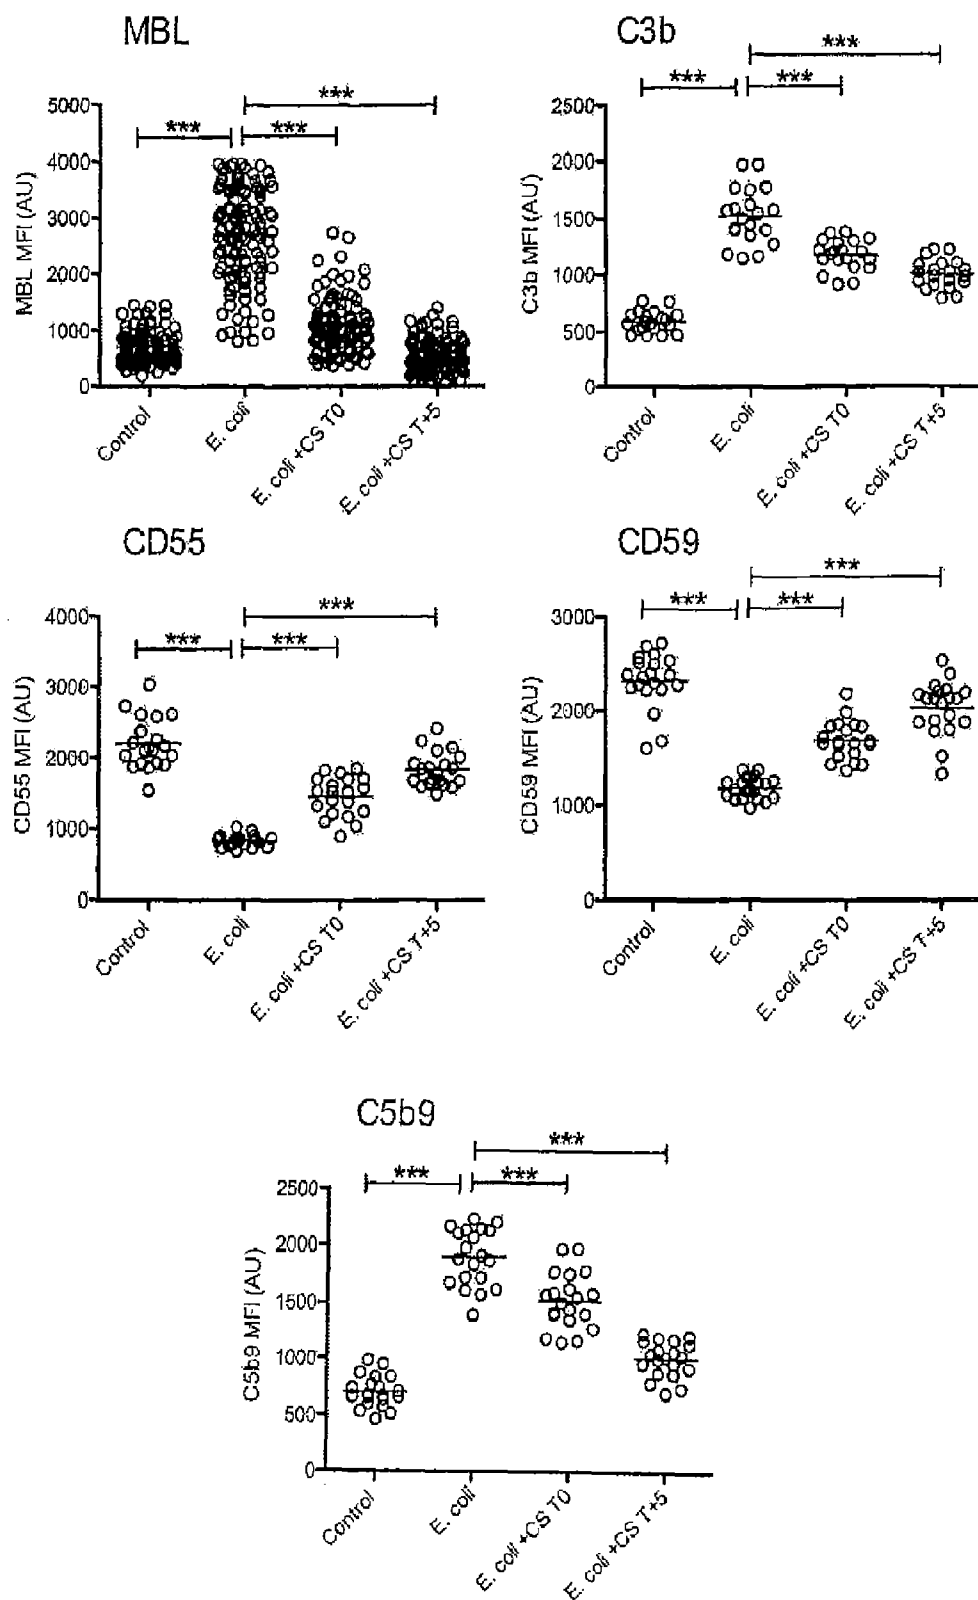 MBL
***
*** ***
5000
4000
3000
2000
1000
0
MBL MFI (AU)
Control
E. coli
E. coli +CS T0
E. coli +CS T+5
C3b
***
*** ***
2500
2000
1500
1000
500
0
C3b MFI (AU)
Control
E. coli
E. coli +CS T0
E. coli +CS T+5
CD55
***
*** ***
4000
3000
2000
1000
0
CD55 MFI (AU)
Control
E. coli
E. coli +CS T0
E. coli +CS T+5
CD59
***
*** ***
3000
2000
1000
0
CD59 MFI (AU)
Control
E. coli
E. coli +CS T0
E. coli +CS T+5
C5b9
***
*** ***
2500
2000
1500
1000
500
0
C5b9 MFI (AU)
Control
E. coli
E. coli +CS T0
E. coli +CS T+5